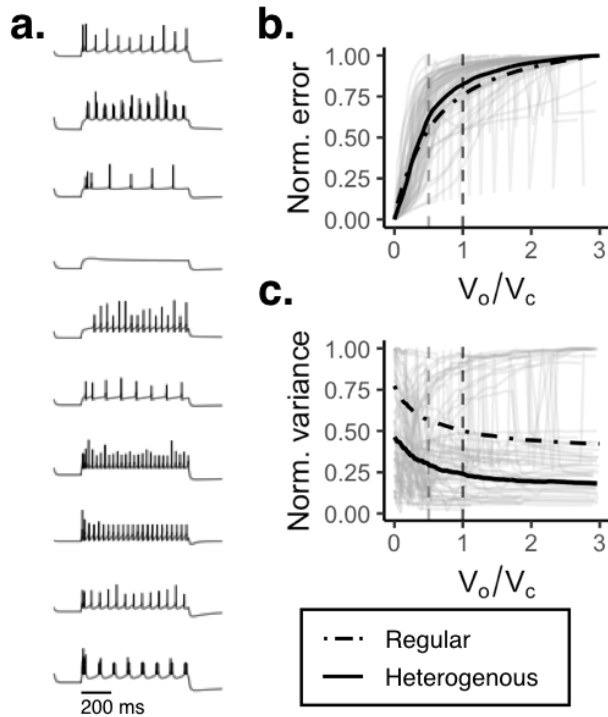 a.
200 ms
b.
Norm. error
1.00
0.75
0.50
0.25
0.00
0 1 2 3
Vo/Vc
c.
Norm. variance
1.00
0.75
0.50
0.25
0.00
0 1 2 3
Vo/Vc
Regular
Heterogenous